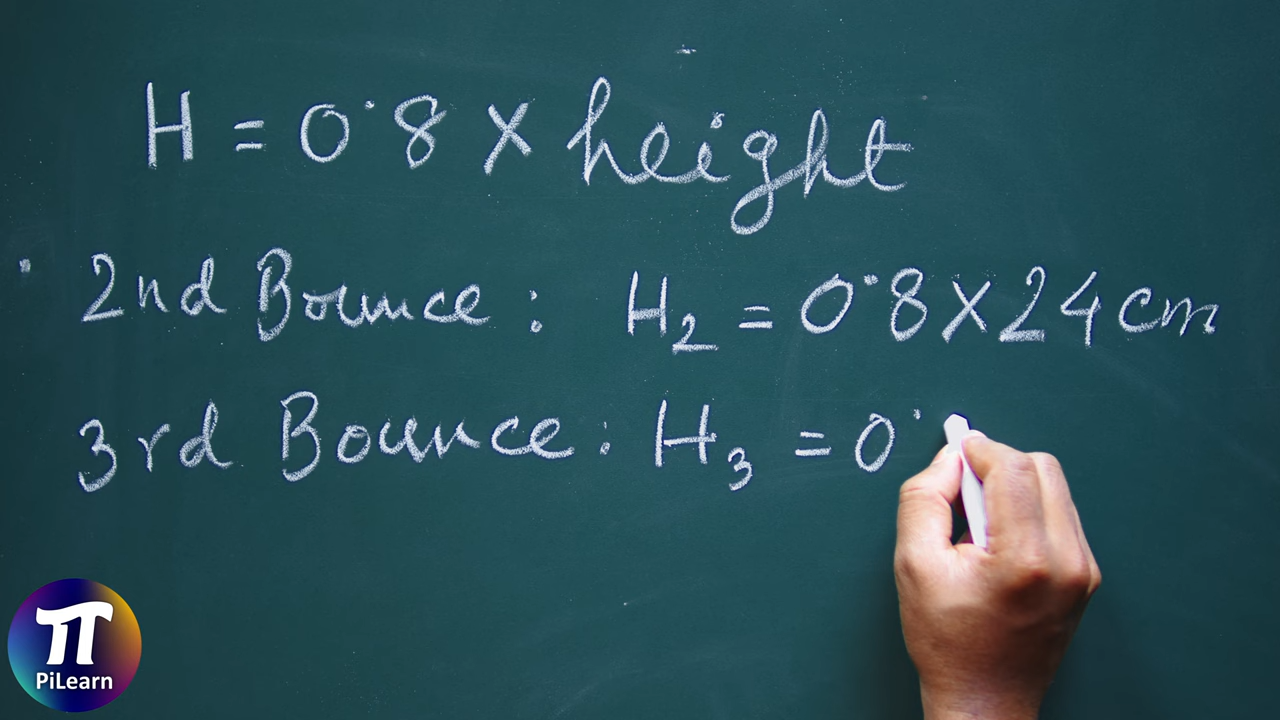 H = 0·8 × height
2nd Bounce : H₂ = 0·8 × 24 cm
3rd Bounce : H₃ = 0·
π
PiLearn